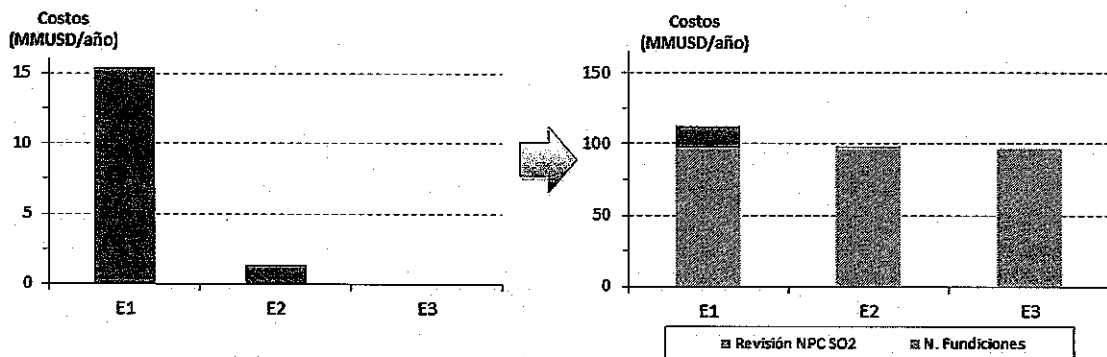 Costos
(MMUSD/año)
15
10
5
0
E1
E2
E3
Costos
(MMUSD/año)
150
100
50
0
E1
E2
E3
Revisión NPC SO2
N. Fundiciones